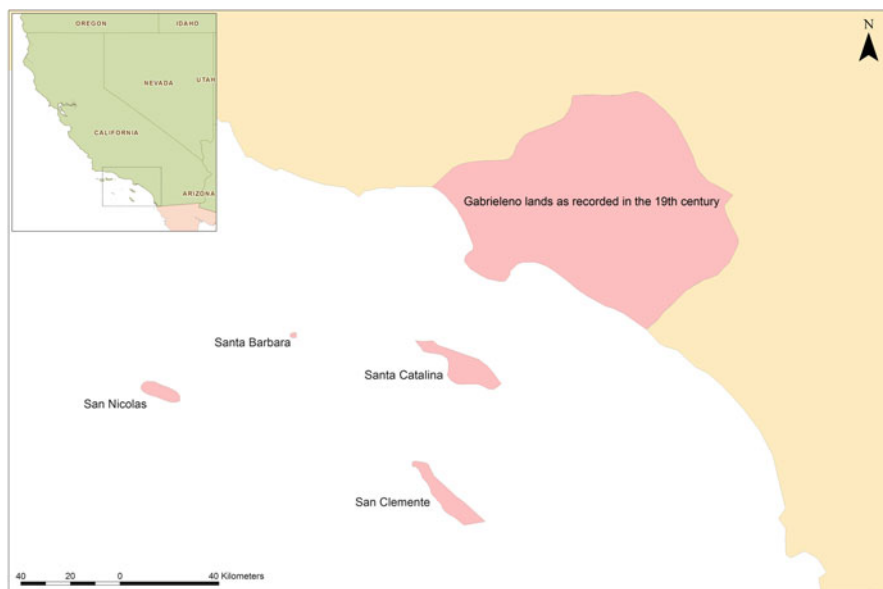 OREGON
IDAHO
NEVADA
UTAH
CALIFORNIA
ARIZONA
N
Gabrieleno lands as recorded in the 19th century
Santa Barbara
Santa Catalina
San Nicolas
San Clemente
40 20 0 40 Kilometers